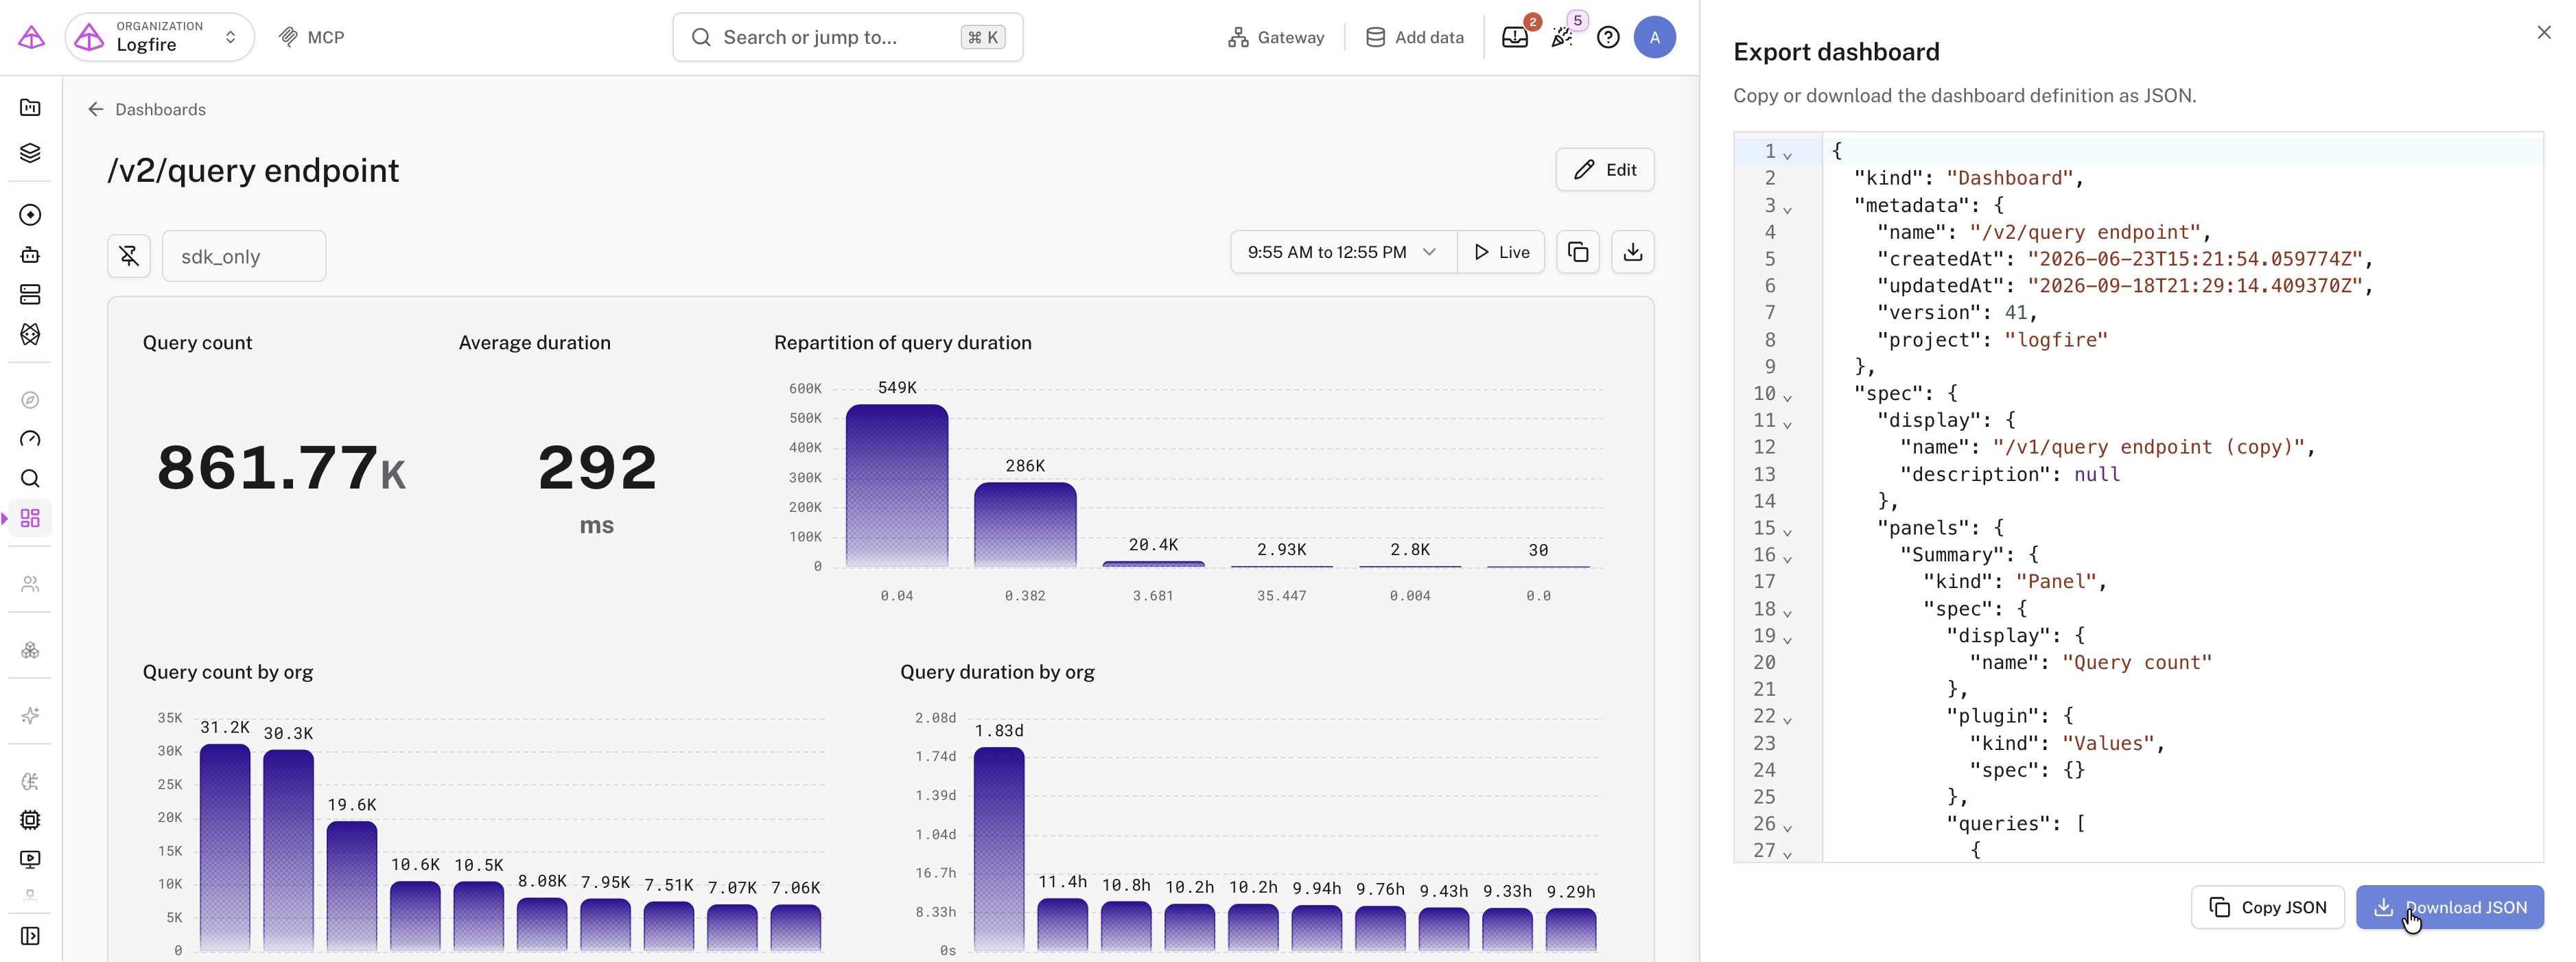 ORGANIZATION
Logfire
MCP
Search or jump to...
⌘ K
Gateway
Add data
2
5
A
Dashboards
/v2/query endpoint
Edit
sdk_only
9:55 AM to 12:55 PM
Live
Query count
861.77K
Average duration
292
ms
Repartition of query duration
600K
500K
400K
300K
200K
100K
0
549K
286K
20.4K
2.93K
2.8K
30
0.04
0.382
3.681
35.447
0.004
0.0
Query count by org
35K
30K
25K
20K
15K
10K
5K
0
31.2K
30.3K
19.6K
10.6K
10.5K
8.08K
7.95K
7.51K
7.07K
7.06K
Query duration by org
2.08d
1.74d
1.39d
1.04d
16.7h
8.33h
0s
1.83d
11.4h
10.8h
10.2h
10.2h
9.94h
9.76h
9.43h
9.33h
9.29h
Export dashboard
Copy or download the dashboard definition as JSON.
1 {
2 "kind": "Dashboard",
3 "metadata": {
4 "name": "/v2/query endpoint",
5 "createdAt": "2026-06-23T15:21:54.059774Z",
6 "updatedAt": "2026-09-18T21:29:14.409370Z",
7 "version": 41,
8 "project": "logfire"
9 },
10 "spec": {
11 "display": {
12 "name": "/v1/query endpoint (copy)",
13 "description": null
14 },
15 "panels": {
16 "Summary": {
17 "kind": "Panel",
18 "spec": {
19 "display": {
20 "name": "Query count"
21 },
22 "plugin": {
23 "kind": "Values",
24 "spec": {}
25 },
26 "queries": [
27 {
Copy JSON
Download JSON